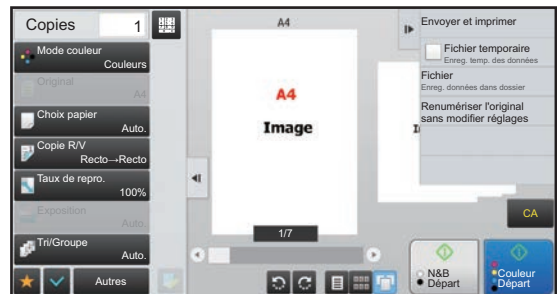 Copies 1
Mode couleur
Couleurs
Original
A4
Choix papier
Auto.
Copie R/V
Recto→Recto
Taux de repro.
100%
Exposition
Auto.
Tri/Groupe
Auto.
Autres
A4
A4
Image
1/7
Envoyer et imprimer
Fichier temporaire
Enreg. temp. des données
Fichier
Enreg. données dans dossier
Renumériser l'original
sans modifier réglages
CA
N&B
Départ
Couleur
Départ